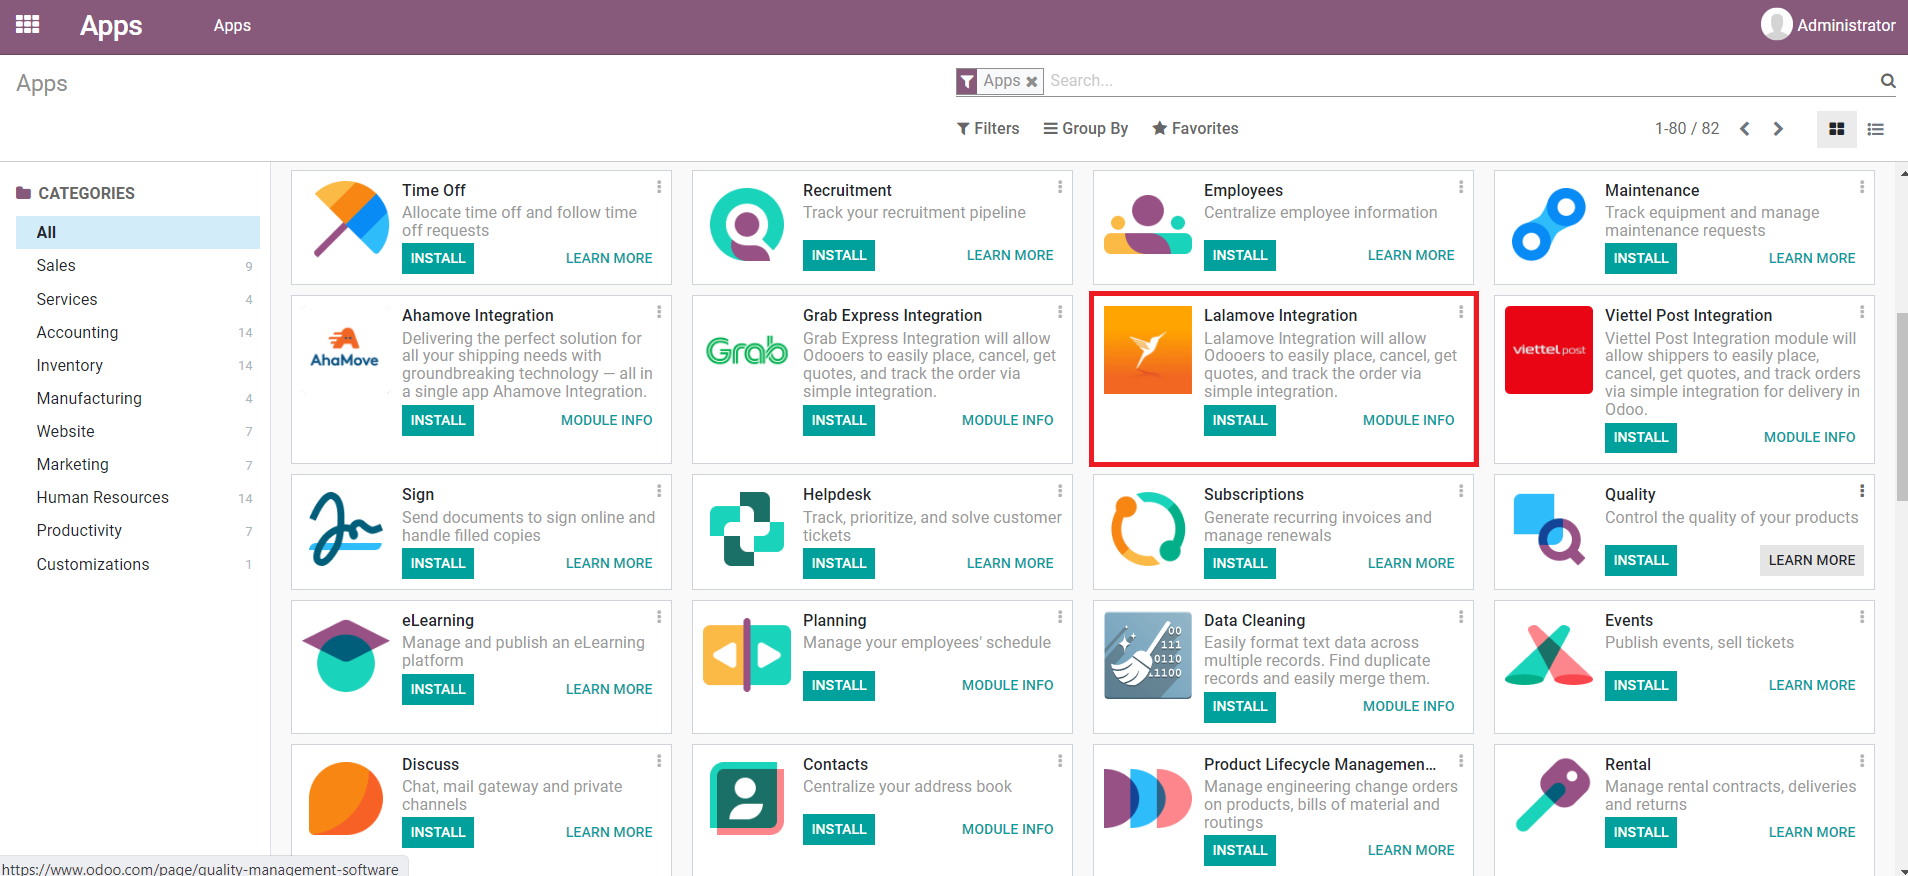 Apps
Apps
Administrator
Apps
Apps
Search...
Filters
Group By
Favorites
1-80 / 82
CATEGORIES
All
Sales 9
Services 4
Accounting 14
Inventory 14
Manufacturing 4
Website 7
Marketing 7
Human Resources 14
Productivity 7
Customizations 1
Time Off
Allocate time off and follow time
off requests
INSTALL
LEARN MORE
Recruitment
Track your recruitment pipeline
INSTALL
LEARN MORE
Employees
Centralize employee information
INSTALL
LEARN MORE
Maintenance
Track equipment and manage
maintenance requests
INSTALL
LEARN MORE
AhaMove
Ahamove Integration
Delivering the perfect solution for
all your shipping needs with
groundbreaking technology — all in
a single app Ahamove Integration.
INSTALL
MODULE INFO
Grab
Grab Express Integration
Grab Express Integration will allow
Odooers to easily place, cancel, get
quotes, and track the order via
simple integration.
INSTALL
MODULE INFO
Lalamove Integration
Lalamove Integration will allow
Odooers to easily place, cancel, get
quotes, and track the order via
simple integration.
INSTALL
MODULE INFO
viettel post
Viettel Post Integration
Viettel Post Integration module will
allow shippers to easily place,
cancel, get quotes, and track orders
via simple integration for delivery in
Odoo.
INSTALL
MODULE INFO
Sign
Send documents to sign online and
handle filled copies
INSTALL
LEARN MORE
Helpdesk
Track, prioritize, and solve customer
tickets
INSTALL
LEARN MORE
Subscriptions
Generate recurring invoices and
manage renewals
INSTALL
LEARN MORE
Quality
Control the quality of your products
INSTALL
LEARN MORE
eLearning
Manage and publish an eLearning
platform
INSTALL
LEARN MORE
Planning
Manage your employees' schedule
INSTALL
MODULE INFO
00
111
0110
11100
Data Cleaning
Easily format text data across
multiple records. Find duplicate
records and easily merge them.
INSTALL
MODULE INFO
Events
Publish events, sell tickets
INSTALL
LEARN MORE
Discuss
Chat, mail gateway and private
channels
INSTALL
LEARN MORE
Contacts
Centralize your address book
INSTALL
MODULE INFO
Product Lifecycle Managemen...
Manage engineering change orders
on products, bills of material and
routings
INSTALL
LEARN MORE
Rental
Manage rental contracts, deliveries
and returns
INSTALL
LEARN MORE
https://www.odoo.com/page/quality-management-software